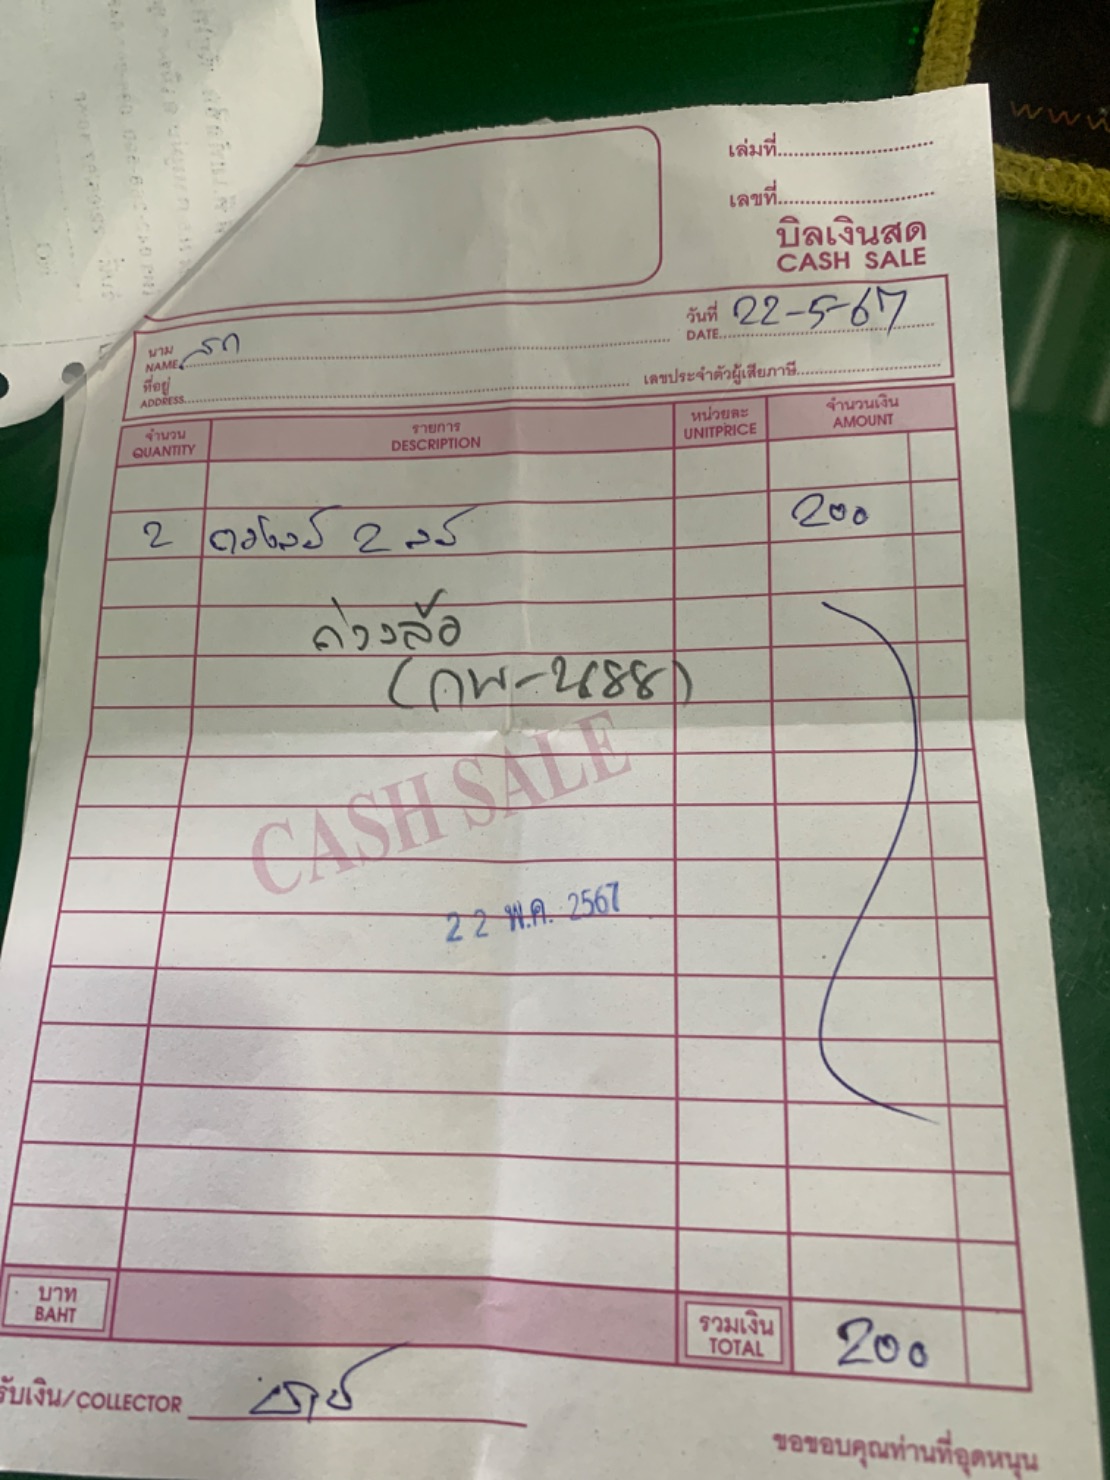 เล่มที่
เลขที่
บิลเงินสด
CASH SALE
วันที่ 22-5-67
DATE
นาม
NAME รถ
ที่อยู่
ADDRESS
เลขประจำตัวผู้เสียภาษี
จำนวน รายการ หน่วยละ จำนวนเงิน
QUANTITY DESCRIPTION UNITPRICE AMOUNT
2 2 200
ถ่วงล้อ
(กพ-488)
CASH SALE
22 พ.ค. 2567
บาท
BAHT
รวมเงิน
TOTAL 200
รับเงิน/COLLECTOR
ขอขอบคุณท่านที่อุดหนุน